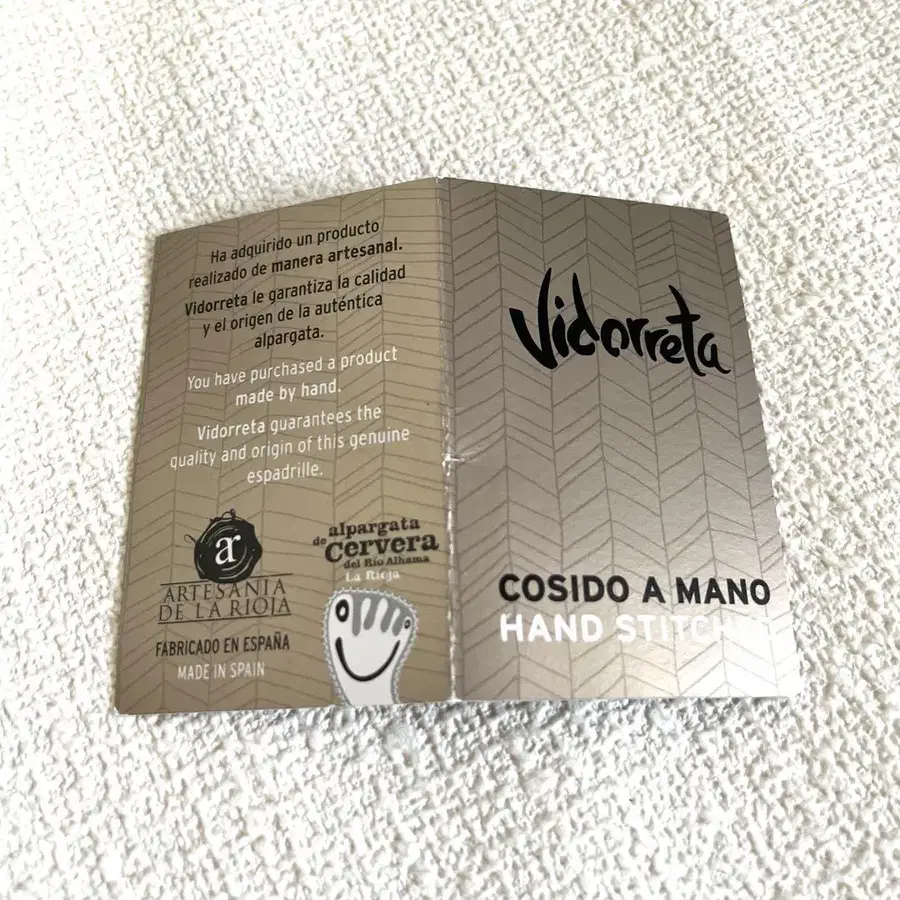 Ha adquirido un producto
realizado de manera artesanal.
Vidorreta le garantiza la calidad
y el origen de la auténtica
alpargata.
You have purchased a product
made by hand.
Vidorreta guarantees the
quality and origin of this genuine
espadrille.
ar
ARTESANÍA
DE LA RIOJA
FABRICADO EN ESPAÑA
MADE IN SPAIN
alpargata
de Cervera
del Río Alhama
La Rioja
Vidorreta
COSIDO A MANO
HAND